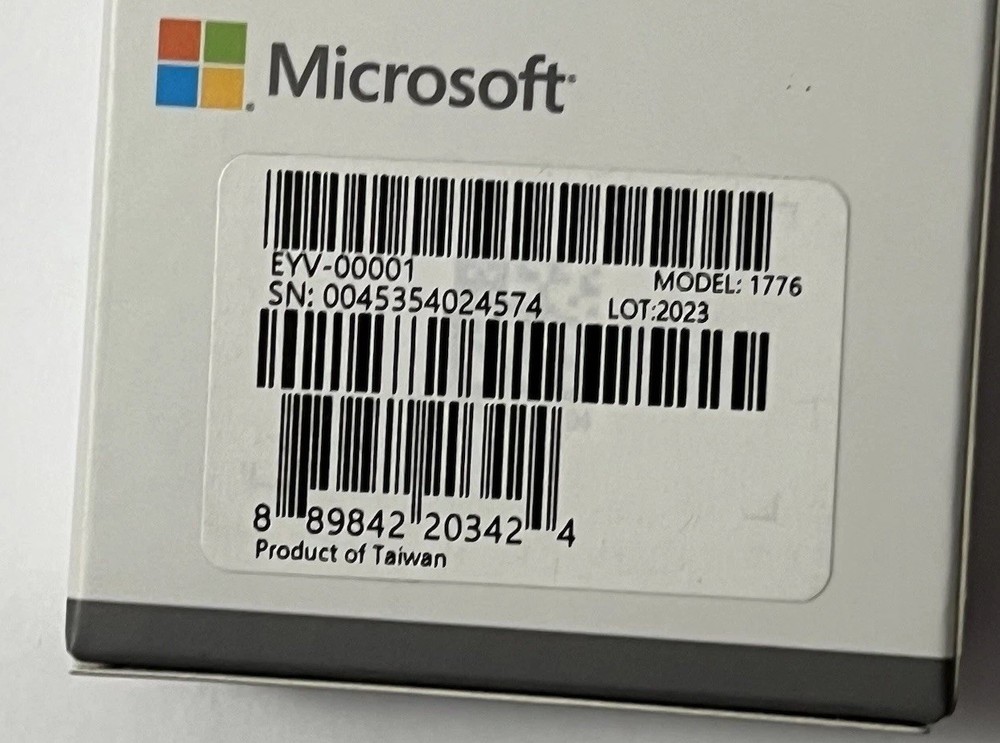 Microsoft
EYV-00001
MODEL: 1776
SN: 0045354024574
LOT:2023
8 89842 20342 4
Product of Taiwan